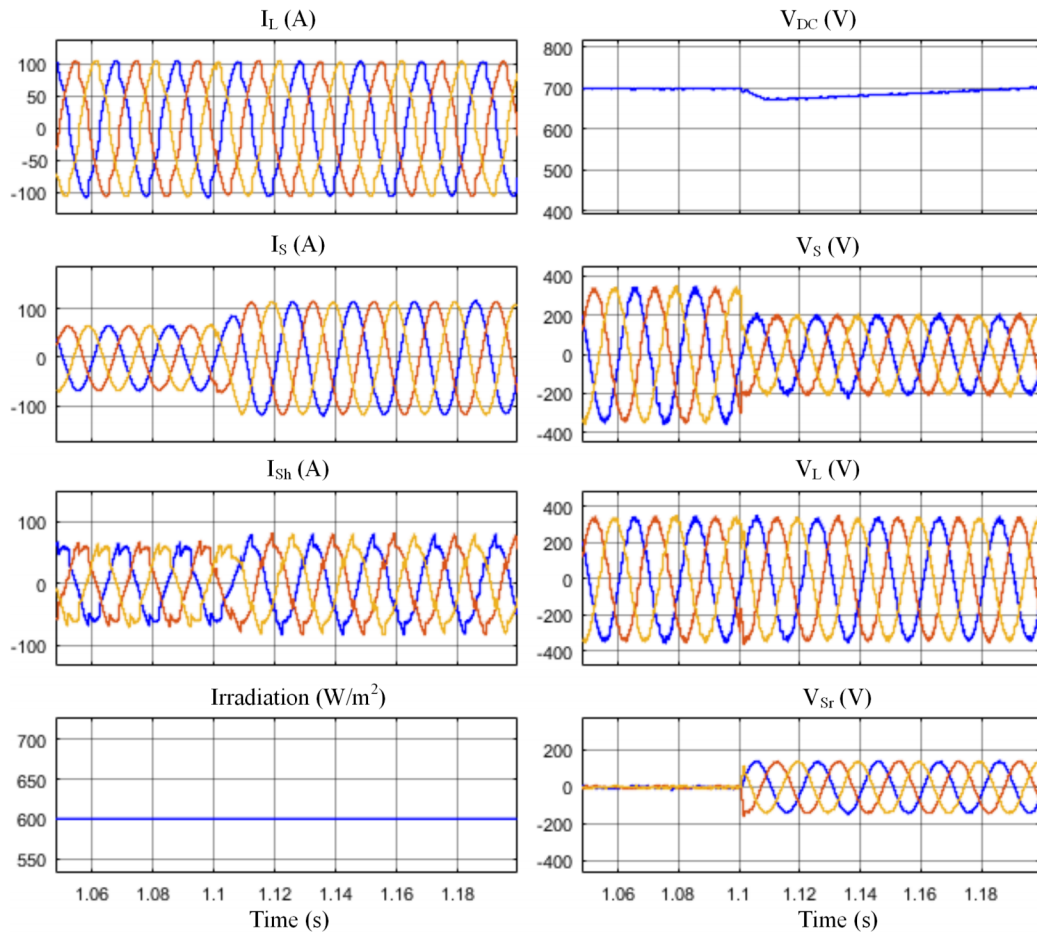 I_L (A)
100
50
0
-50
-100
V_DC (V)
800
700
600
500
400
I_S (A)
100
0
-100
V_S (V)
400
200
0
-200
-400
I_Sh (A)
100
0
-100
V_L (V)
400
200
0
-200
-400
Irradiation (W/m²)
700
650
600
550
1.06 1.08 1.1 1.12 1.14 1.16 1.18
Time (s)
V_Sr (V)
200
0
-200
-400
1.06 1.08 1.1 1.12 1.14 1.16 1.18
Time (s)